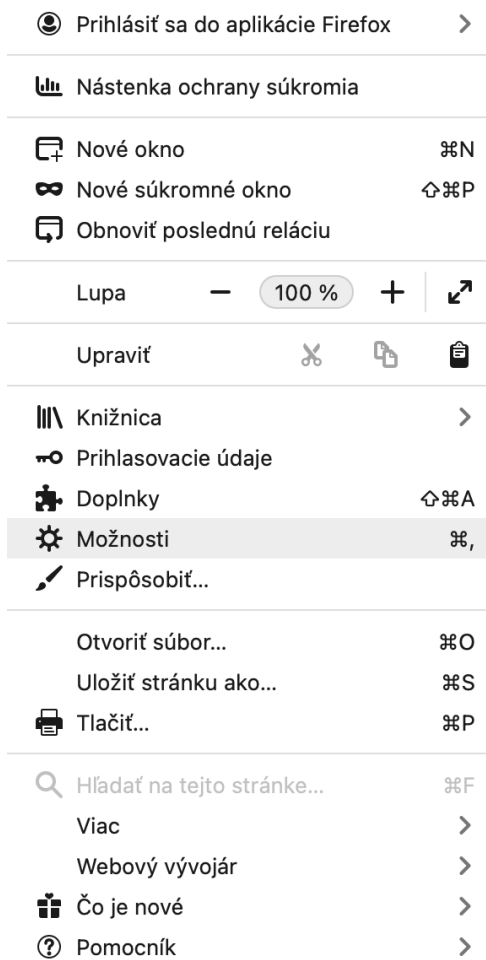 Prihlásiť sa do aplikácie Firefox
Nástenka ochrany súkromia
Nové okno ⌘N
Nové súkromné okno ⇧⌘P
Obnoviť poslednú reláciu
Lupa − 100 % +
Upraviť
Knižnica
Prihlasovacie údaje
Doplnky ⇧⌘A
Možnosti ⌘,
Prispôsobiť...
Otvoriť súbor... ⌘O
Uložiť stránku ako... ⌘S
Tlačiť... ⌘P
Hľadať na tejto stránke... ⌘F
Viac
Webový vývojár
Čo je nové
Pomocník